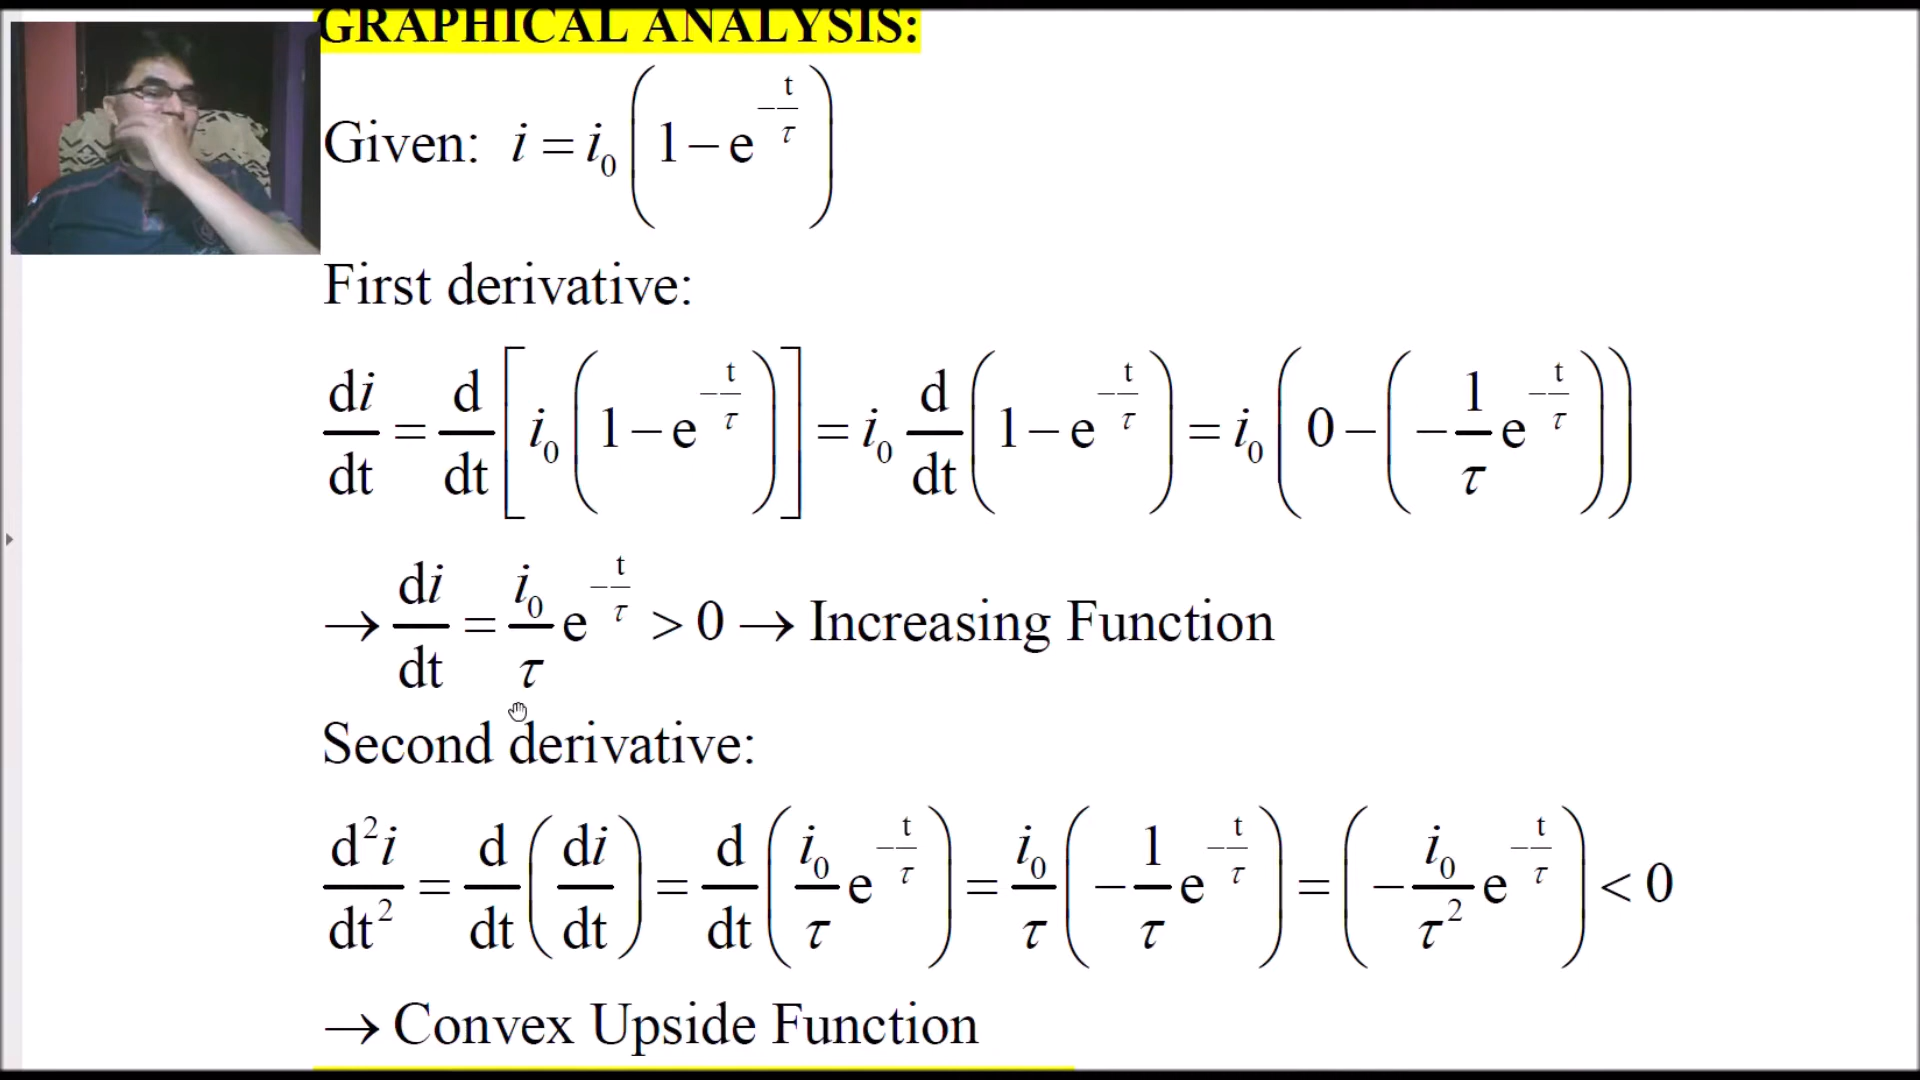 GRAPHICAL ANALYSIS:
Given: i = i₀(1 − e^(−t/τ))
First derivative:
di/dt = d/dt[i₀(1 − e^(−t/τ))] = i₀ d/dt(1 − e^(−t/τ)) = i₀(0 − (−1/τ e^(−t/τ)))
→ di/dt = i₀/τ e^(−t/τ) > 0 → Increasing Function
Second derivative:
d²i/dt² = d/dt(di/dt) = d/dt(i₀/τ e^(−t/τ)) = i₀/τ(−1/τ e^(−t/τ)) = (−i₀/τ² e^(−t/τ)) < 0
→ Convex Upside Function